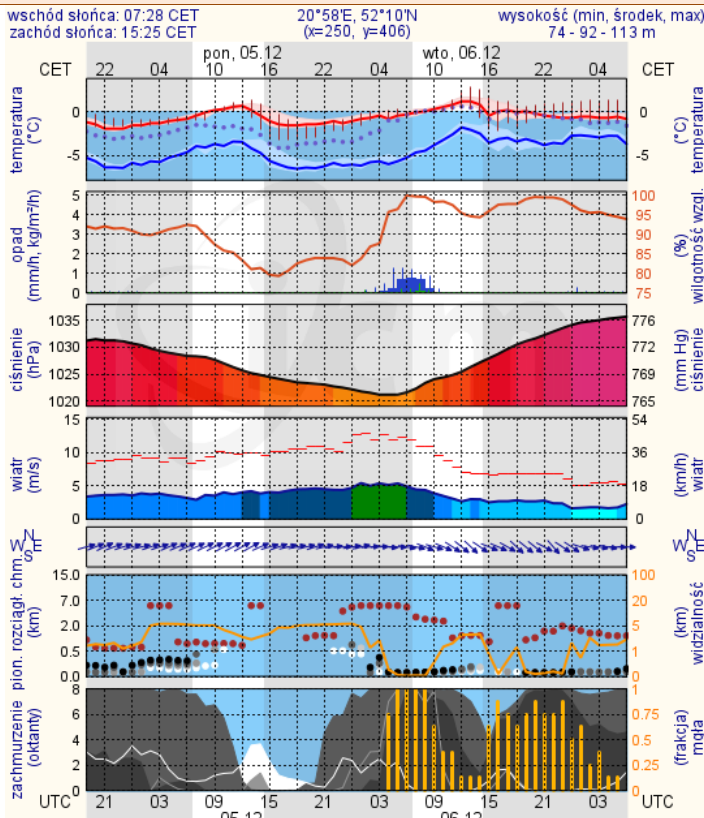 wschód słońca: 07:28 CET 20°58'E, 52°10'N wysokość (min, środek, max)
zachód słońca: 15:25 CET (x=250, y=406) 74 - 92 - 113 m
pon, 05.12 wto, 06.12
CET 22 04 10 16 22 04 10 16 22 04 CET
temperatura (°C)
0
-5
0
-5
(°C) temperatura
opad (mm/h, kg/m²/h)
5
4
3
2
1
0
100
95
90
85
80
75
(%) wilgotność wzgl.
ciśnienie (hPa)
1035
1030
1025
1020
776
772
769
765
(mm Hg) ciśnienie
wiatr (m/s)
15
10
5
0
54
36
18
0
(km/h) wiatr
N
W E
S
N
W E
S
pion. rozciągł. chm. (km)
15.0
7.0
2.0
0.5
0.0
100
20
5
1
0
(km) widzialność
zachmurzenie (oktanty)
8
6
4
2
0
1
0.75
0.5
0.25
0
(frakcja) mgła
UTC 21 03 09 15 21 03 09 15 21 03 UTC
05.12 06.12